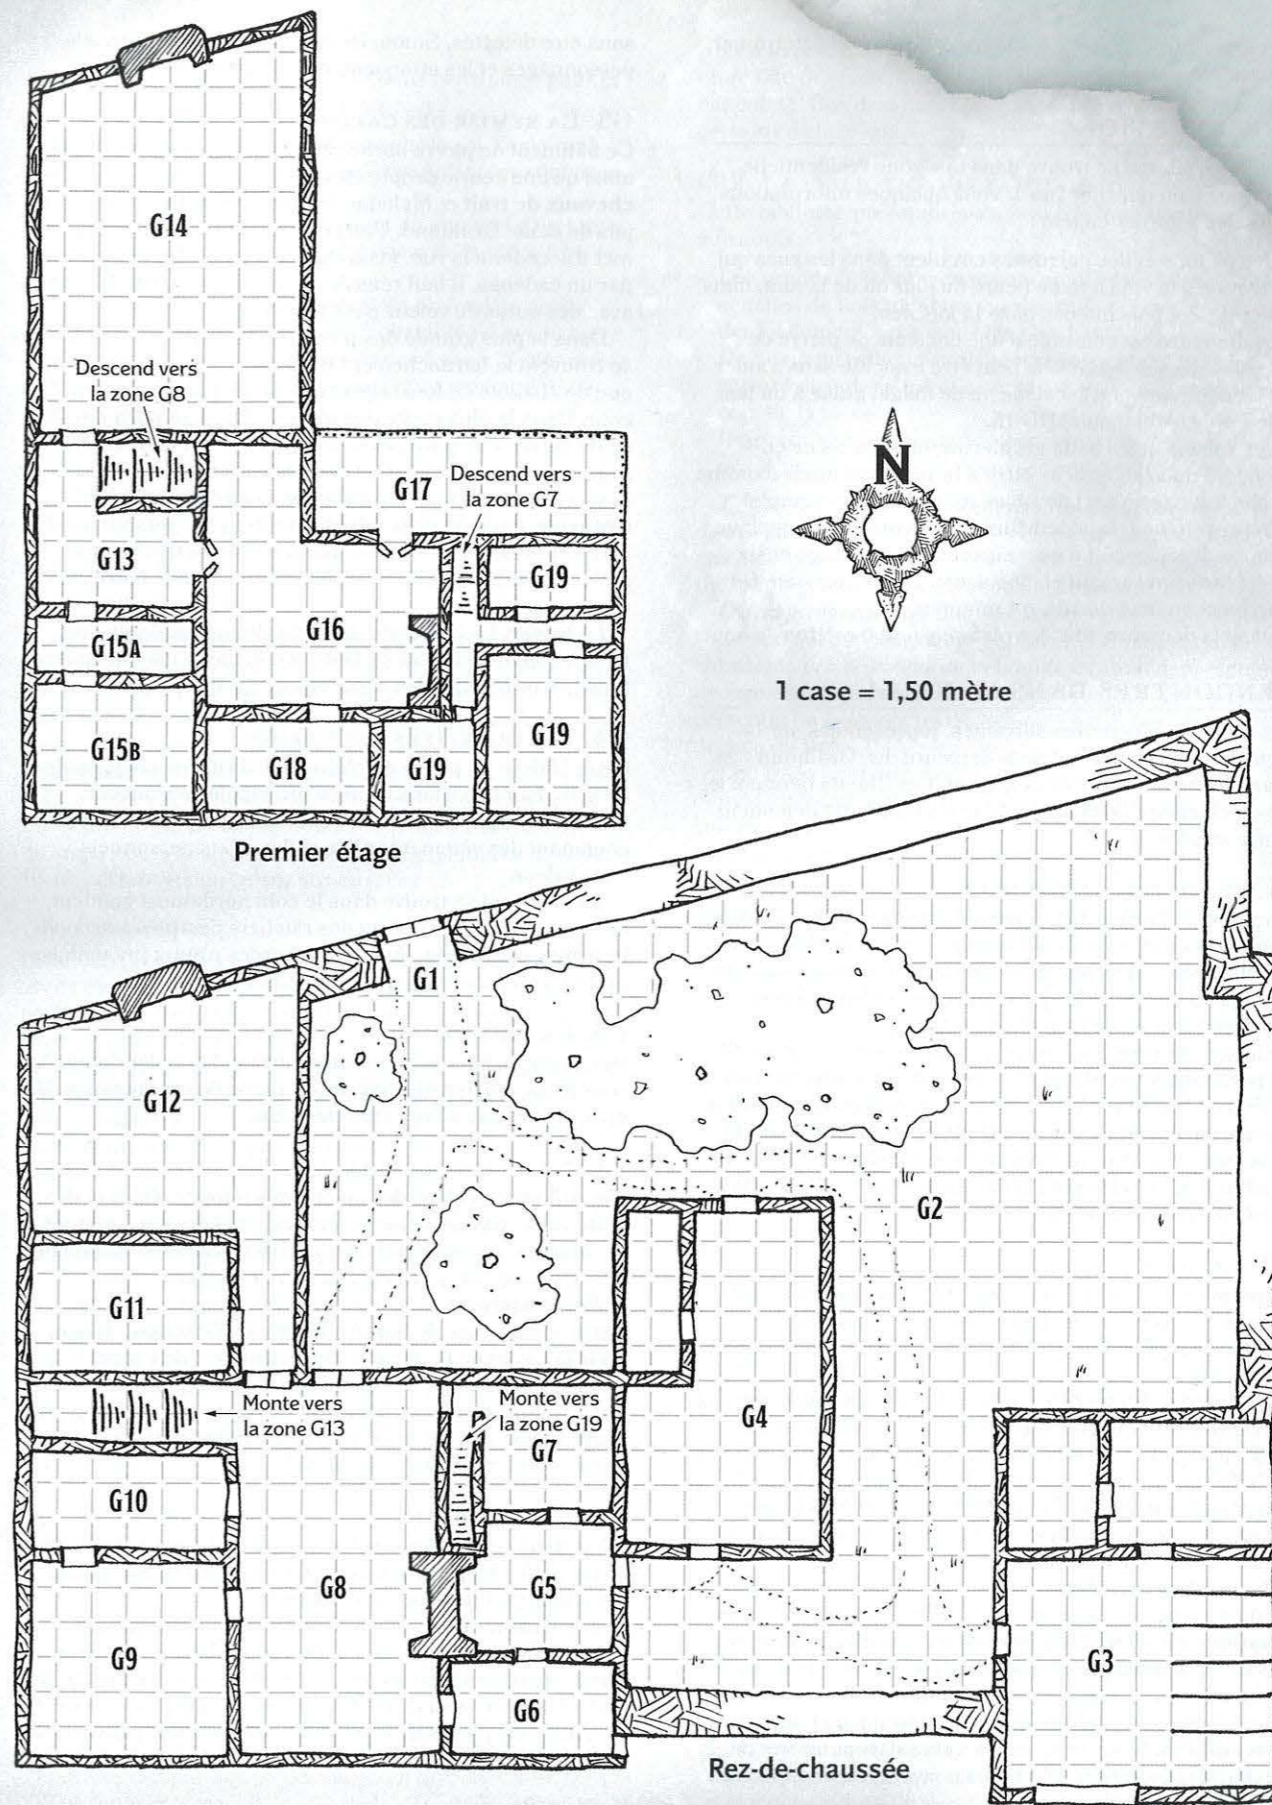 G14
Descend vers
la zone G8
G17
Descend vers
la zone G7
G13
G19
G16
G15A
G15B
G18
G19
G19
Premier étage
N
1 case = 1,50 mètre
G1
G12
G2
G11
Monte vers
la zone G13
Monte vers
la zone G19
G7
G4
G10
G8
G5
G9
G3
G6
Rez-de-chaussée